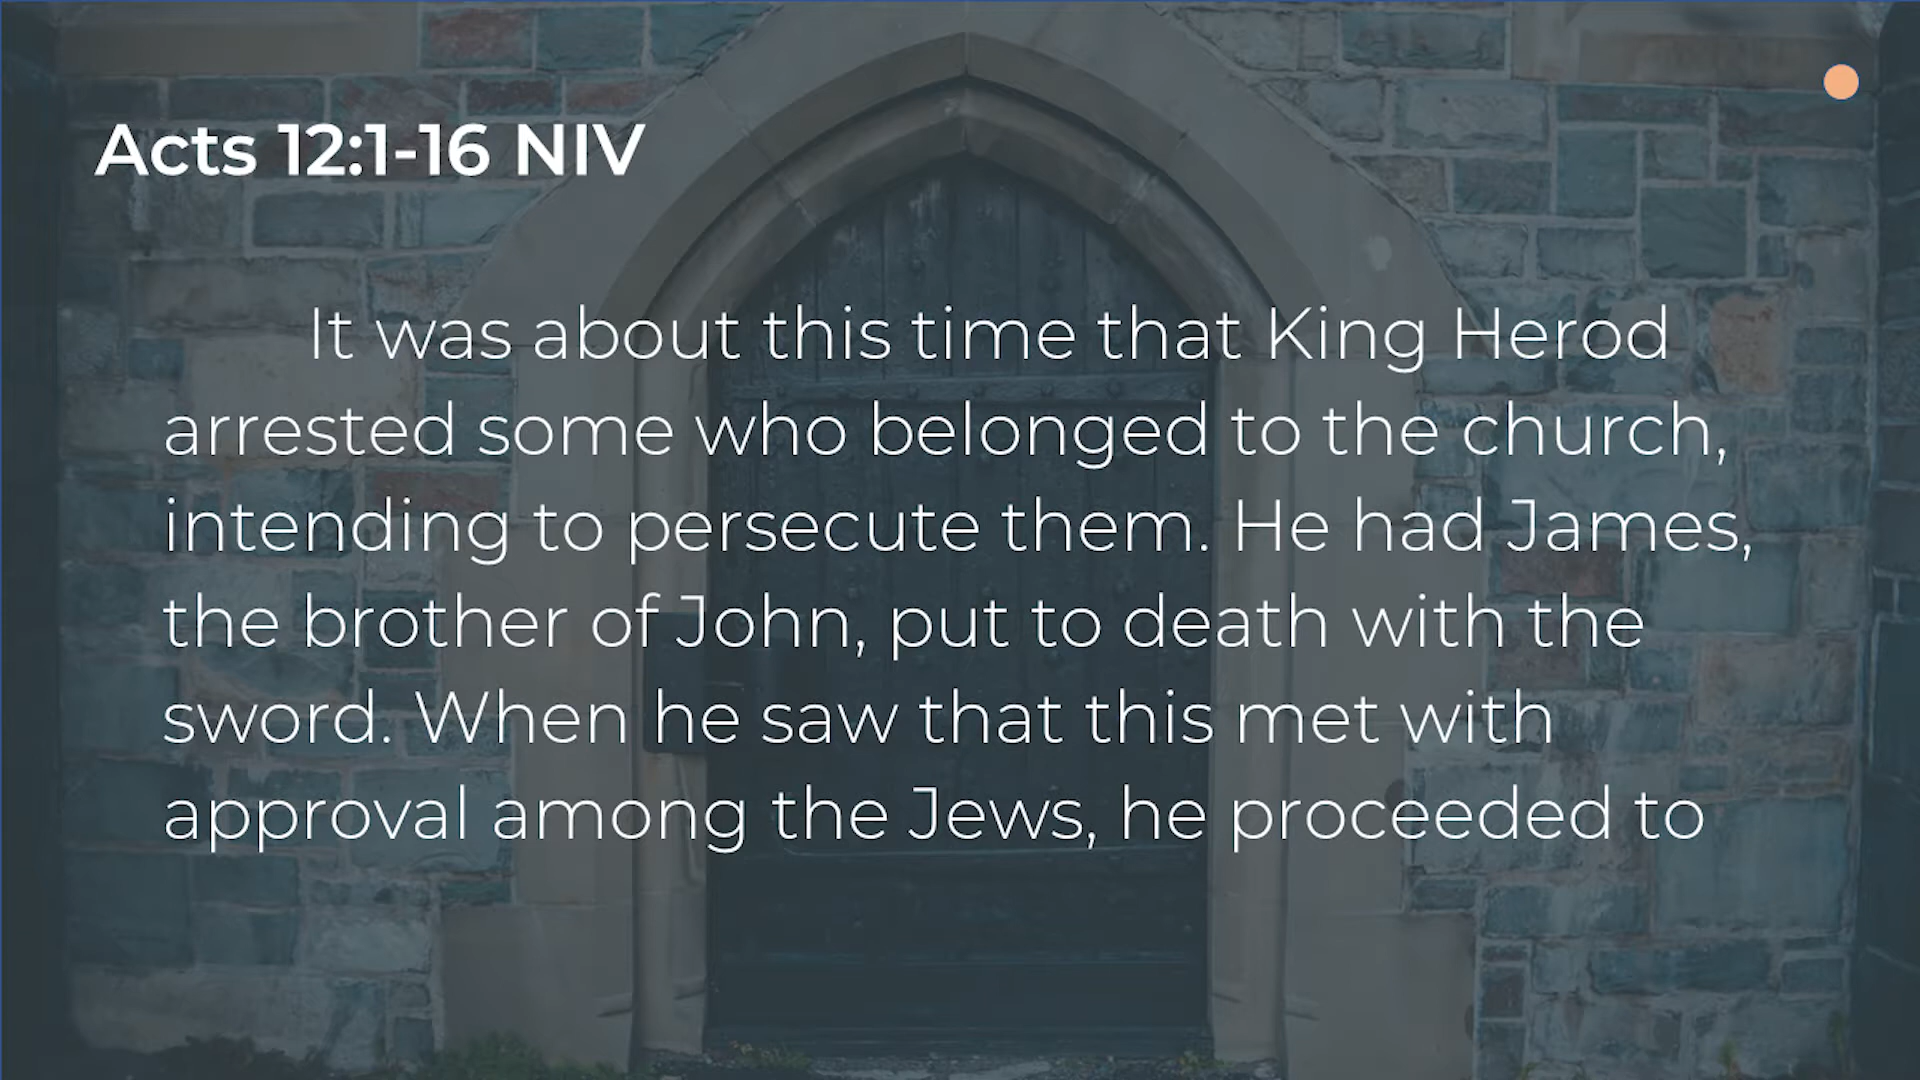 Acts 12:1-16 NIV
It was about this time that King Herod
arrested some who belonged to the church,
intending to persecute them. He had James,
the brother of John, put to death with the
sword. When he saw that this met with
approval among the Jews, he proceeded to